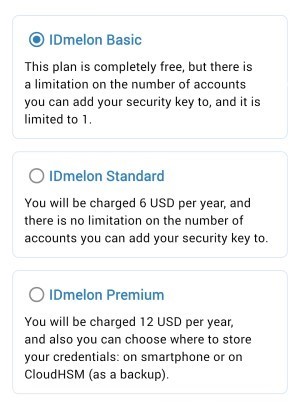 IDmelon Basic
This plan is completely free, but there is
a limitation on the number of accounts
you can add your security key to, and it is
limited to 1.
IDmelon Standard
You will be charged 6 USD per year, and
there is no limitation on the number of
accounts you can add your security key to.
IDmelon Premium
You will be charged 12 USD per year,
and also you can choose where to store
your credentials: on smartphone or on
CloudHSM (as a backup).